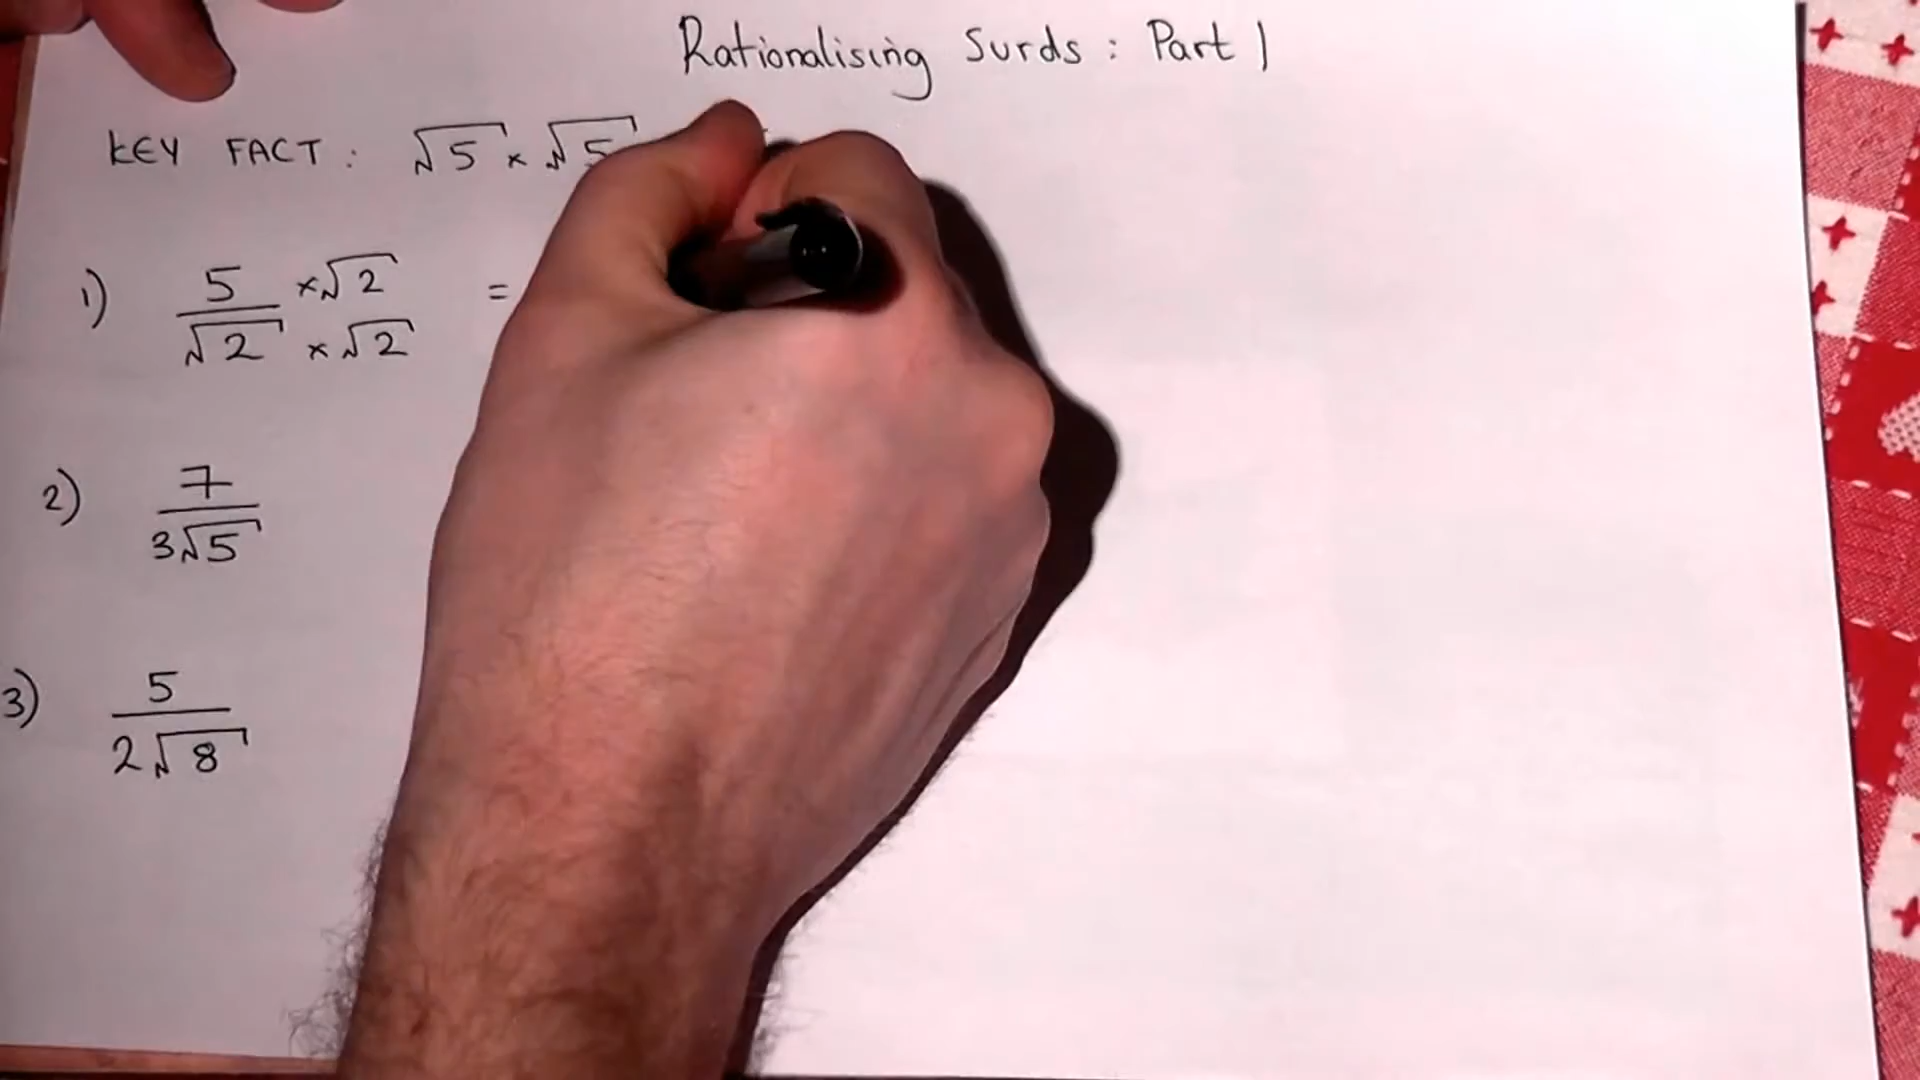 Rationalising Surds : Part 1
KEY FACT : √5 × √5
1) 5/√2 ×√2/×√2 =
2) 7/3√5
3) 5/2√8